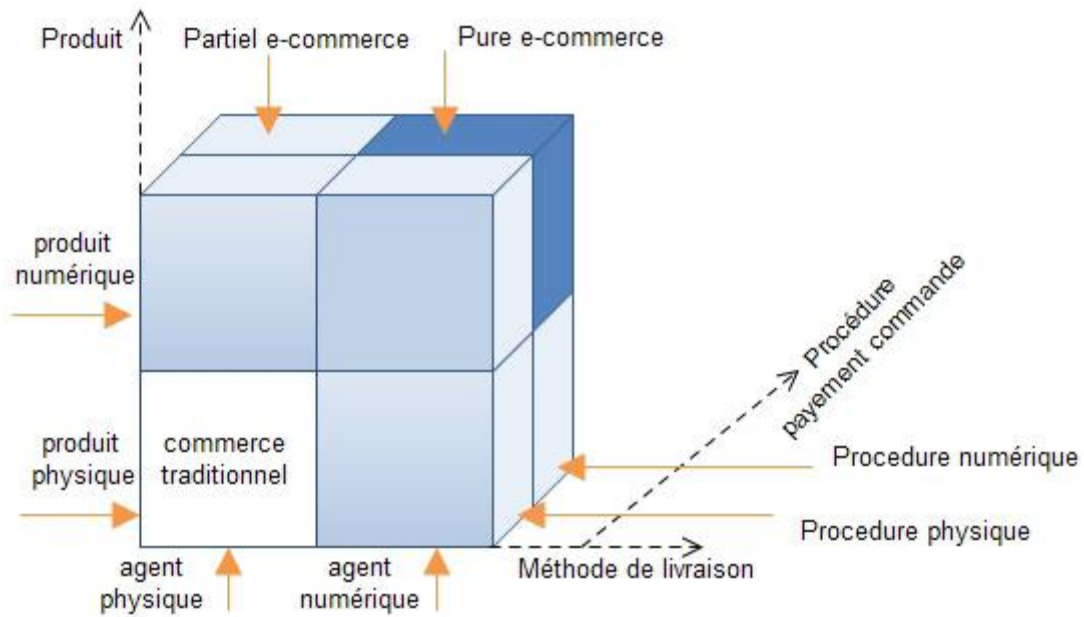 Produit
Partiel e-commerce
Pure e-commerce
produit
numérique
produit
physique
commerce
traditionnel
Procédure
payement commande
Procedure numérique
Procedure physique
Méthode de livraison
agent
physique
agent
numérique